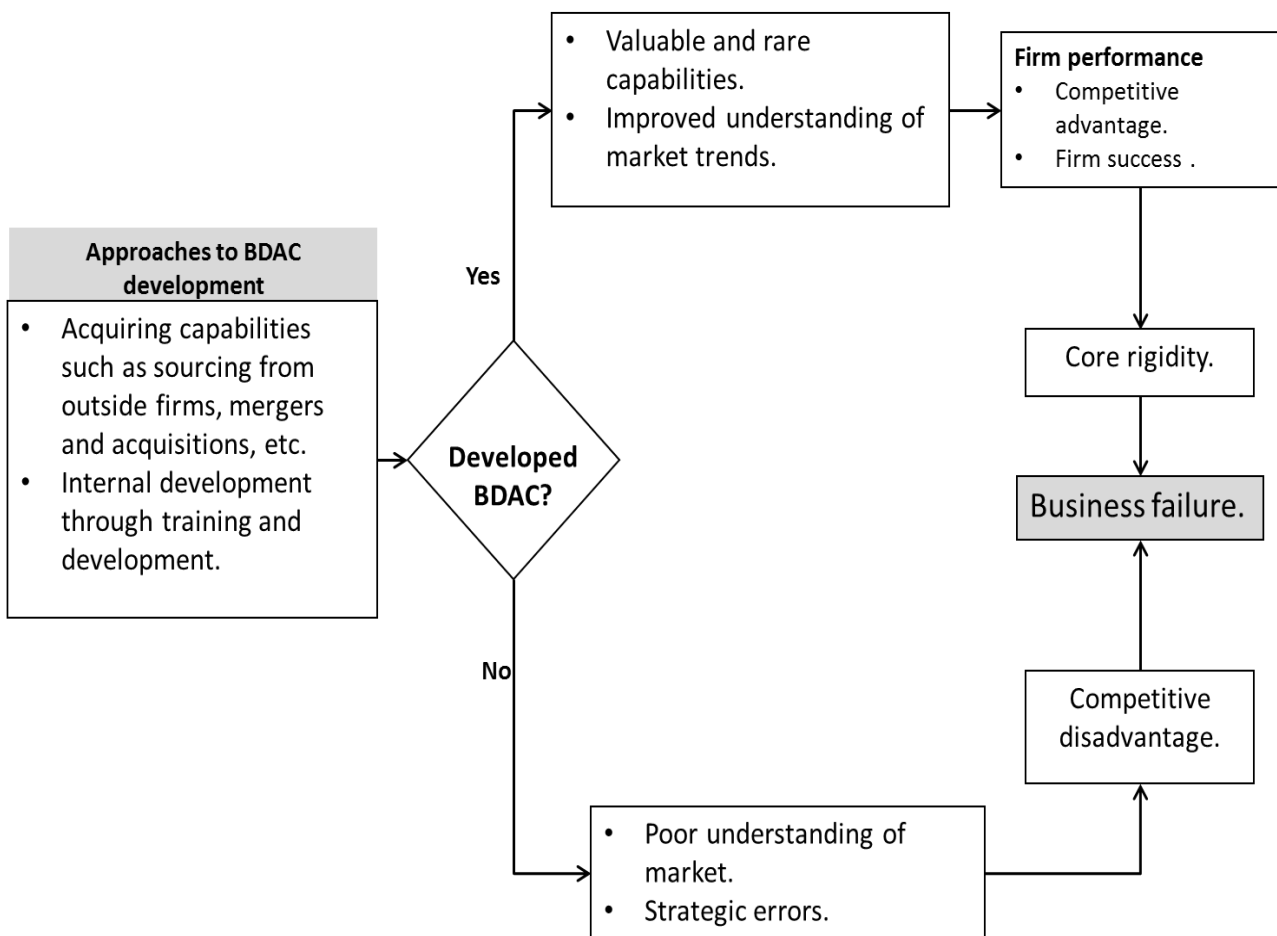 Approaches to BDAC
development
• Acquiring capabilities
such as sourcing from
outside firms, mergers
and acquisitions, etc.
• Internal development
through training and
development.
Developed
BDAC?
Yes
• Valuable and rare
capabilities.
• Improved understanding of
market trends.
Firm performance
• Competitive
advantage.
• Firm success .
Core rigidity.
Business failure.
No
• Poor understanding of
market.
• Strategic errors.
Competitive
disadvantage.